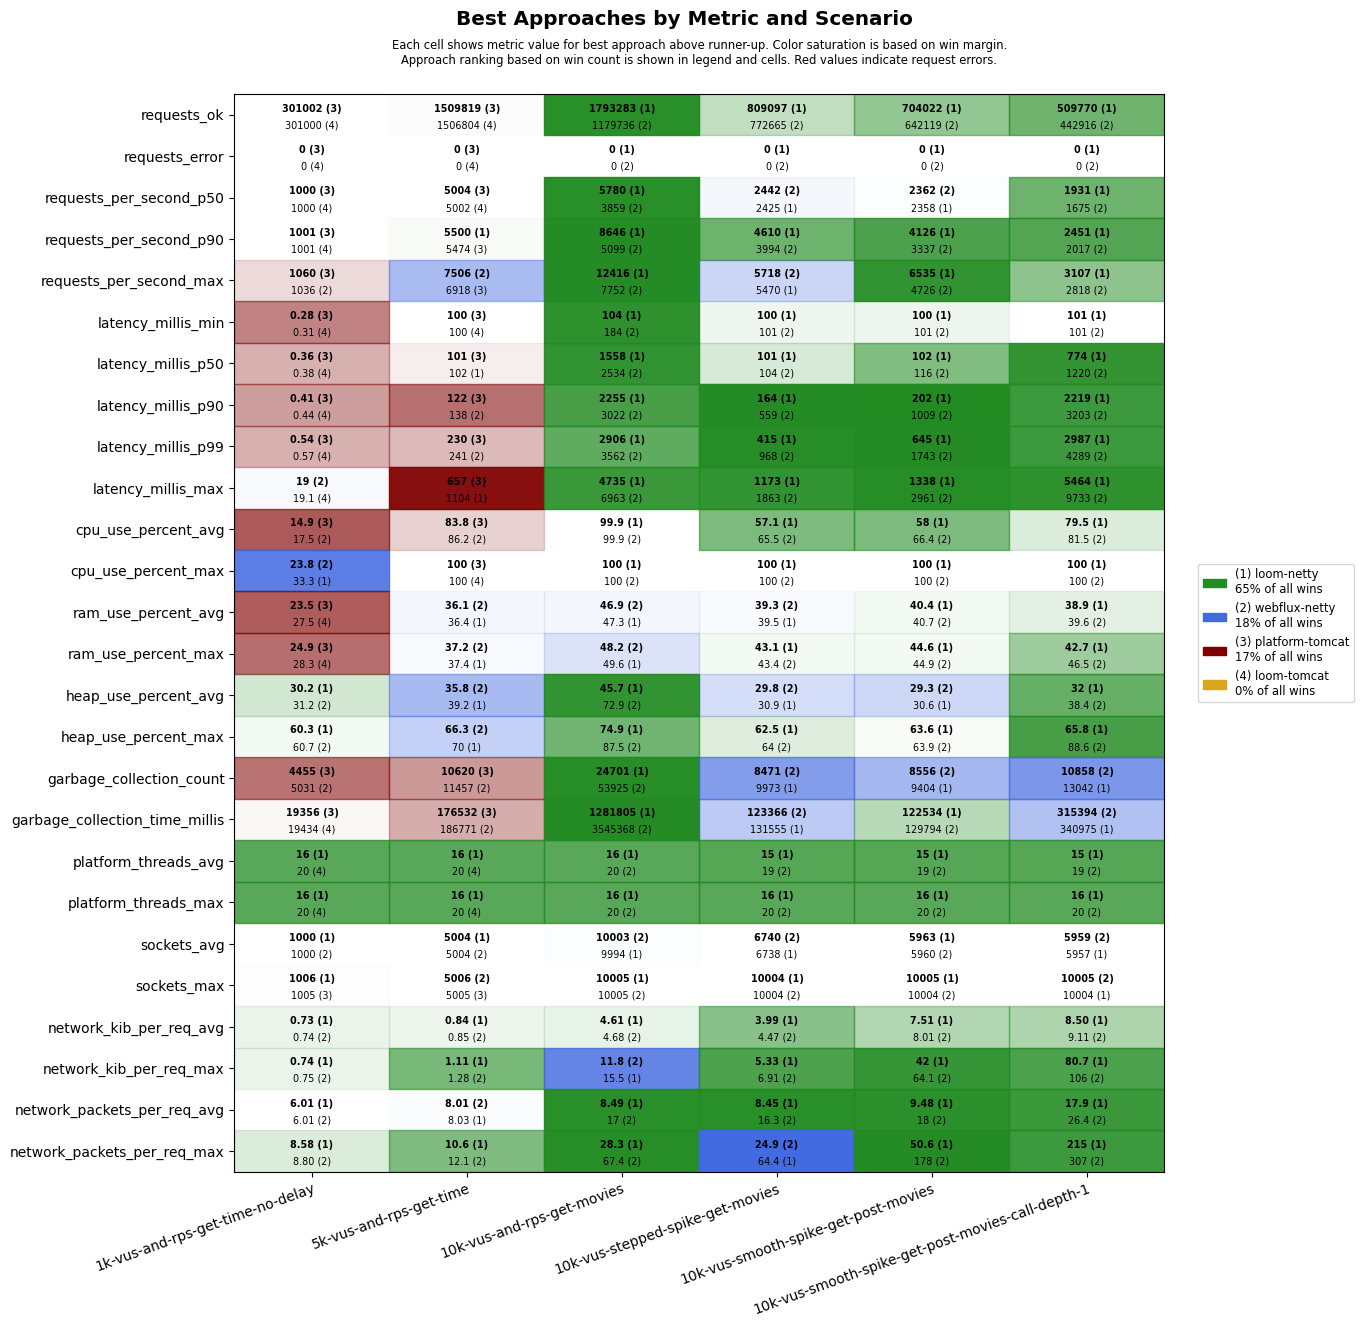 Best Approaches by Metric and Scenario
Each cell shows metric value for best approach above runner-up. Color saturation is based on win margin.
Approach ranking based on win count is shown in legend and cells. Red values indicate request errors.
requests_ok
301002 (3) 1509819 (3) 1793283 (1) 809097 (1) 704022 (1) 509770 (1)
301000 (4) 1506804 (4) 1179736 (2) 772665 (2) 642119 (2) 442916 (2)
requests_error
0 (3) 0 (3) 0 (1) 0 (1) 0 (1) 0 (1)
0 (4) 0 (4) 0 (2) 0 (2) 0 (2) 0 (2)
requests_per_second_p50
1000 (3) 5004 (3) 5780 (1) 2442 (2) 2362 (2) 1931 (1)
1000 (4) 5002 (4) 3859 (2) 2425 (1) 2358 (1) 1675 (2)
requests_per_second_p90
1001 (3) 5500 (1) 8646 (1) 4610 (1) 4126 (1) 2451 (1)
1001 (4) 5474 (3) 5099 (2) 3994 (2) 3337 (2) 2017 (2)
requests_per_second_max
1060 (3) 7506 (2) 12416 (1) 5718 (2) 6535 (1) 3107 (1)
1036 (2) 6918 (3) 7752 (2) 5470 (1) 4726 (2) 2818 (2)
latency_millis_min
0.28 (3) 100 (3) 104 (1) 100 (1) 100 (1) 101 (1)
0.31 (4) 100 (4) 184 (2) 101 (2) 101 (2) 101 (2)
latency_millis_p50
0.36 (3) 101 (3) 1558 (1) 101 (1) 102 (1) 774 (1)
0.38 (4) 102 (1) 2534 (2) 104 (2) 116 (2) 1220 (2)
latency_millis_p90
0.41 (3) 122 (3) 2255 (1) 164 (1) 202 (1) 2219 (1)
0.44 (4) 138 (2) 3022 (2) 559 (2) 1009 (2) 3203 (2)
latency_millis_p99
0.54 (3) 230 (3) 2906 (1) 415 (1) 645 (1) 2987 (1)
0.57 (4) 241 (2) 3562 (2) 968 (2) 1743 (2) 4289 (2)
latency_millis_max
19 (2) 657 (3) 4735 (1) 1173 (1) 1338 (1) 5464 (1)
19.1 (4) 1104 (1) 6963 (2) 1863 (2) 2961 (2) 9733 (2)
cpu_use_percent_avg
14.9 (3) 83.8 (3) 99.9 (1) 57.1 (1) 58 (1) 79.5 (1)
17.5 (2) 86.2 (2) 99.9 (2) 65.5 (2) 66.4 (2) 81.5 (2)
cpu_use_percent_max
23.8 (2) 100 (3) 100 (1) 100 (1) 100 (1) 100 (1)
33.3 (1) 100 (4) 100 (2) 100 (2) 100 (2) 100 (2)
ram_use_percent_avg
23.5 (3) 36.1 (2) 46.9 (2) 39.3 (2) 40.4 (1) 38.9 (1)
27.5 (4) 36.4 (1) 47.3 (1) 39.5 (1) 40.7 (2) 39.6 (2)
ram_use_percent_max
24.9 (3) 37.2 (2) 48.2 (2) 43.1 (1) 44.6 (1) 42.7 (1)
28.3 (4) 37.4 (1) 49.6 (1) 43.4 (2) 44.9 (2) 46.5 (2)
heap_use_percent_avg
30.2 (1) 35.8 (2) 45.7 (1) 29.8 (2) 29.3 (2) 32 (1)
31.2 (2) 39.2 (1) 72.9 (2) 30.9 (1) 30.6 (1) 38.4 (2)
heap_use_percent_max
60.3 (1) 66.3 (2) 74.9 (1) 62.5 (1) 63.6 (1) 65.8 (1)
60.7 (2) 70 (1) 87.5 (2) 64 (2) 63.9 (2) 88.6 (2)
garbage_collection_count
4455 (3) 10620 (3) 24701 (1) 8471 (2) 8556 (2) 10858 (2)
5031 (2) 11457 (2) 53925 (2) 9973 (1) 9404 (1) 13042 (1)
garbage_collection_time_millis
19356 (3) 176532 (3) 1281805 (1) 123366 (2) 122534 (1) 315394 (2)
19434 (4) 186771 (2) 3545368 (2) 131555 (1) 129794 (2) 340975 (1)
platform_threads_avg
16 (1) 16 (1) 16 (1) 15 (1) 15 (1) 15 (1)
20 (4) 20 (4) 20 (2) 19 (2) 19 (2) 19 (2)
platform_threads_max
16 (1) 16 (1) 16 (1) 16 (1) 16 (1) 16 (1)
20 (4) 20 (4) 20 (2) 20 (2) 20 (2) 20 (2)
sockets_avg
1000 (1) 5004 (1) 10003 (2) 6740 (2) 5963 (1) 5959 (2)
1000 (2) 5004 (2) 9994 (1) 6738 (1) 5960 (2) 5957 (1)
sockets_max
1006 (1) 5006 (2) 10005 (1) 10004 (1) 10005 (1) 10005 (2)
1005 (3) 5005 (3) 10005 (2) 10004 (2) 10004 (2) 10004 (1)
network_kib_per_req_avg
0.73 (1) 0.84 (1) 4.61 (1) 3.99 (1) 7.51 (1) 8.50 (1)
0.74 (2) 0.85 (2) 4.68 (2) 4.47 (2) 8.01 (2) 9.11 (2)
network_kib_per_req_max
0.74 (1) 1.11 (1) 11.8 (2) 5.33 (1) 42 (1) 80.7 (1)
0.75 (2) 1.28 (2) 15.5 (1) 6.91 (2) 64.1 (2) 106 (2)
network_packets_per_req_avg
6.01 (1) 8.01 (2) 8.49 (1) 8.45 (1) 9.48 (1) 17.9 (1)
6.01 (2) 8.03 (1) 17 (2) 16.3 (2) 18 (2) 26.4 (2)
network_packets_per_req_max
8.58 (1) 10.6 (1) 28.3 (1) 24.9 (2) 50.6 (1) 215 (1)
8.80 (2) 12.1 (2) 67.4 (2) 64.4 (1) 178 (2) 307 (2)
1k-vus-and-rps-get-time-no-delay
5k-vus-and-rps-get-time
10k-vus-and-rps-get-movies
10k-vus-stepped-spike-get-movies
10k-vus-smooth-spike-get-post-movies
10k-vus-smooth-spike-get-post-movies-call-depth-1
(1) loom-netty
65% of all wins
(2) webflux-netty
18% of all wins
(3) platform-tomcat
17% of all wins
(4) loom-tomcat
0% of all wins